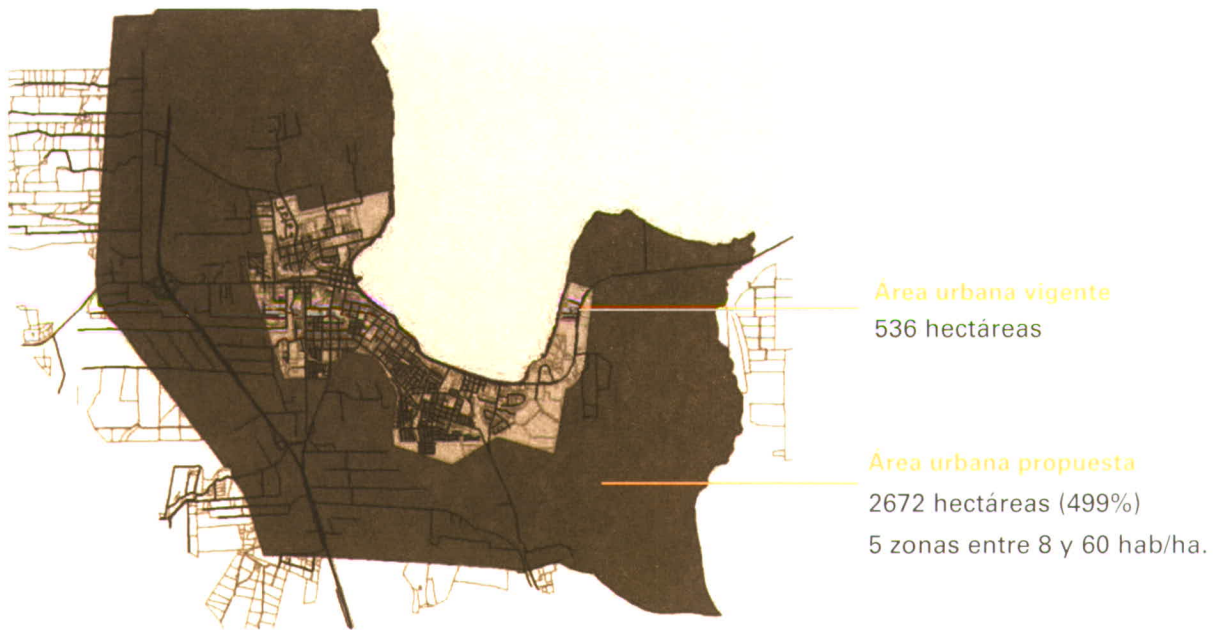 Área urbana vigente
536 hectáreas
Área urbana propuesta
2672 hectáreas (499%)
5 zonas entre 8 y 60 hab/ha.